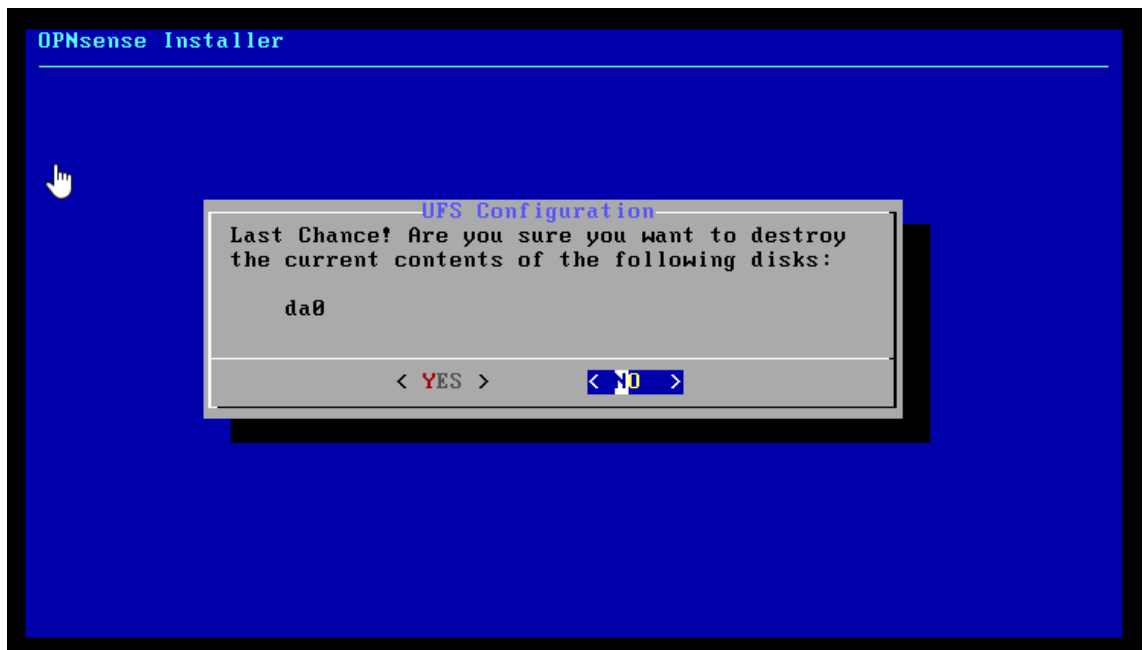 OPNsense Installer
UFS Configuration
Last Chance! Are you sure you want to destroy
the current contents of the following disks:
da0
< YES > < NO >